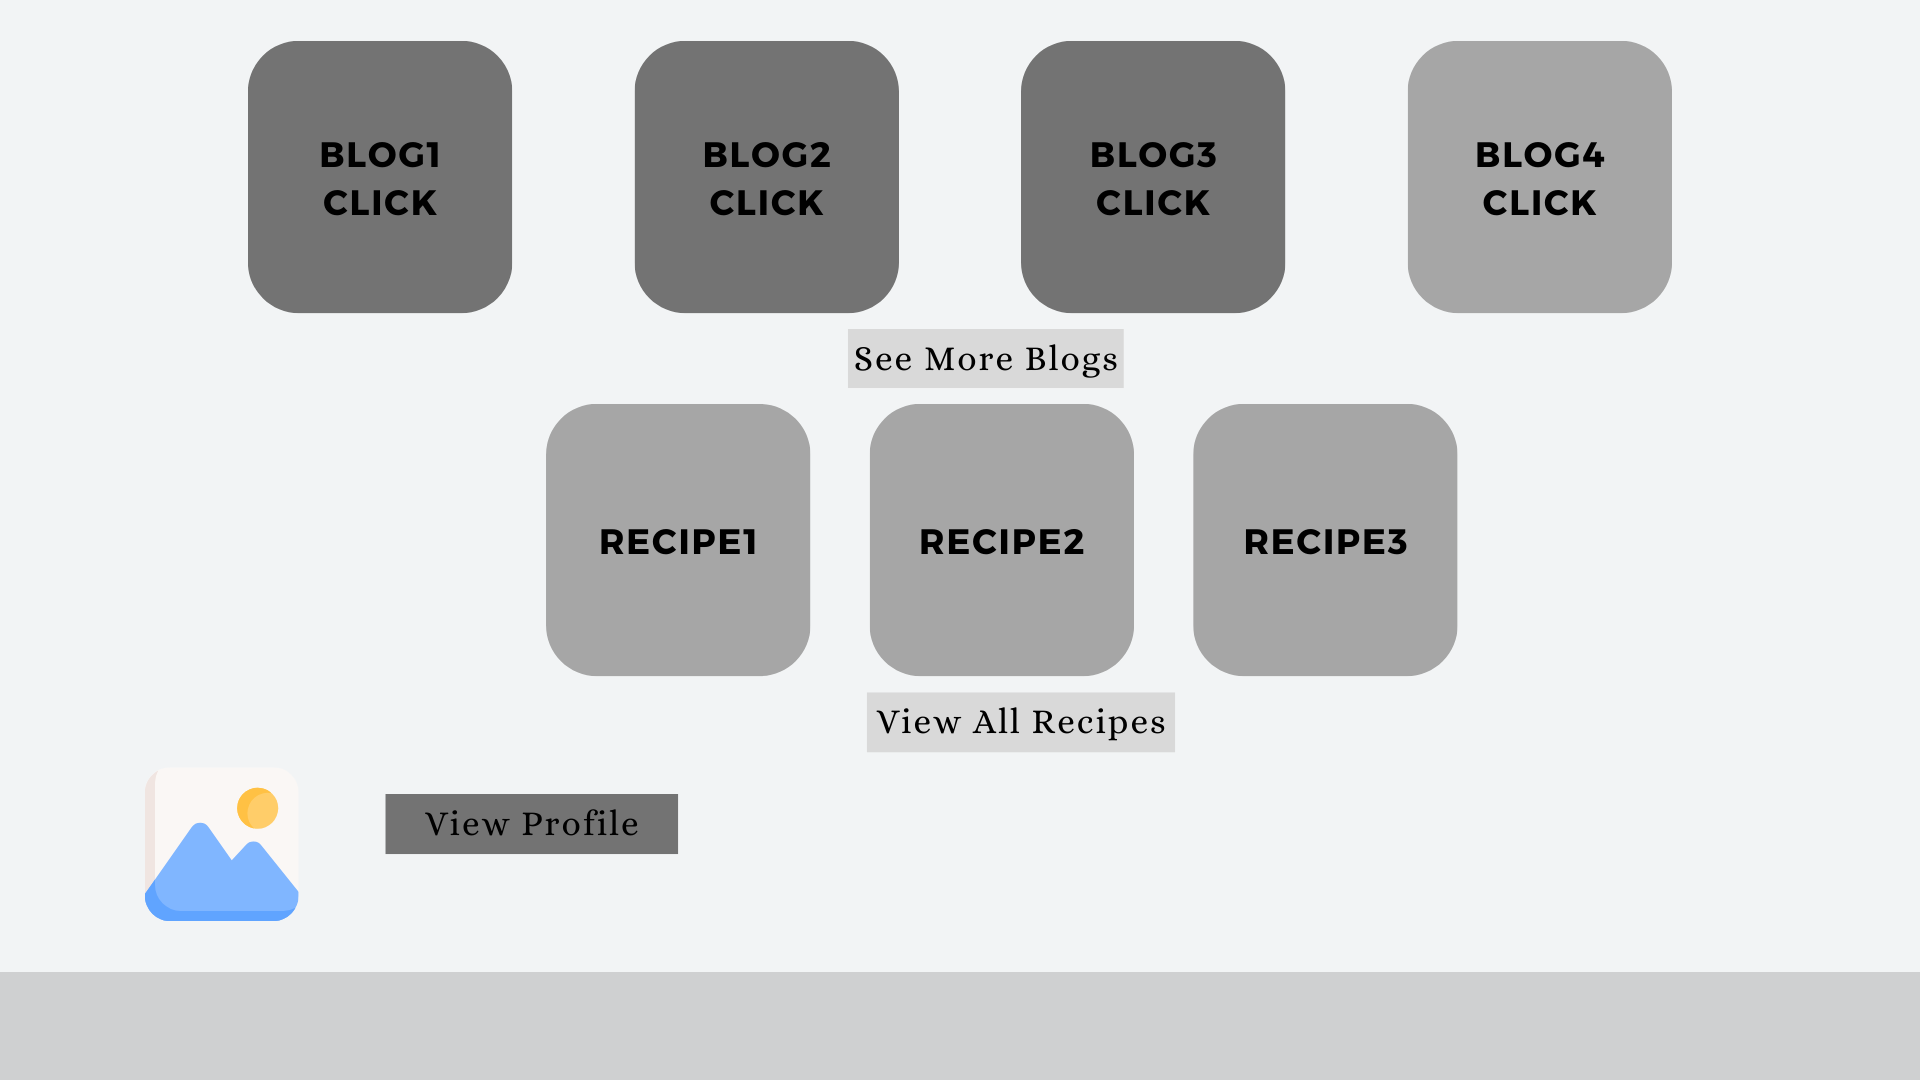 BLOG1
CLICK
BLOG2
CLICK
BLOG3
CLICK
BLOG4
CLICK
See More Blogs
RECIPE1
RECIPE2
RECIPE3
View All Recipes
View Profile